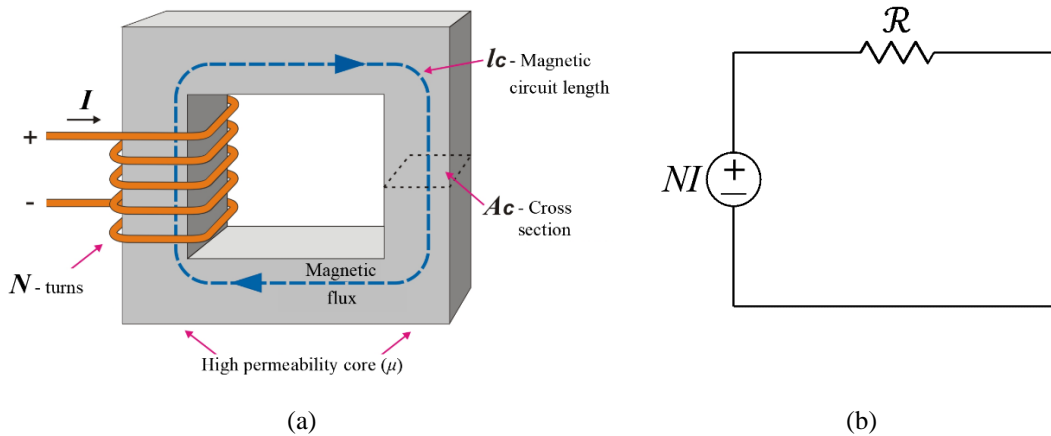 I
+
-
N - turns
lc - Magnetic
circuit length
Ac - Cross
section
Magnetic
flux
High permeability core (μ)
(a)
ℛ
NI
+
−
(b)